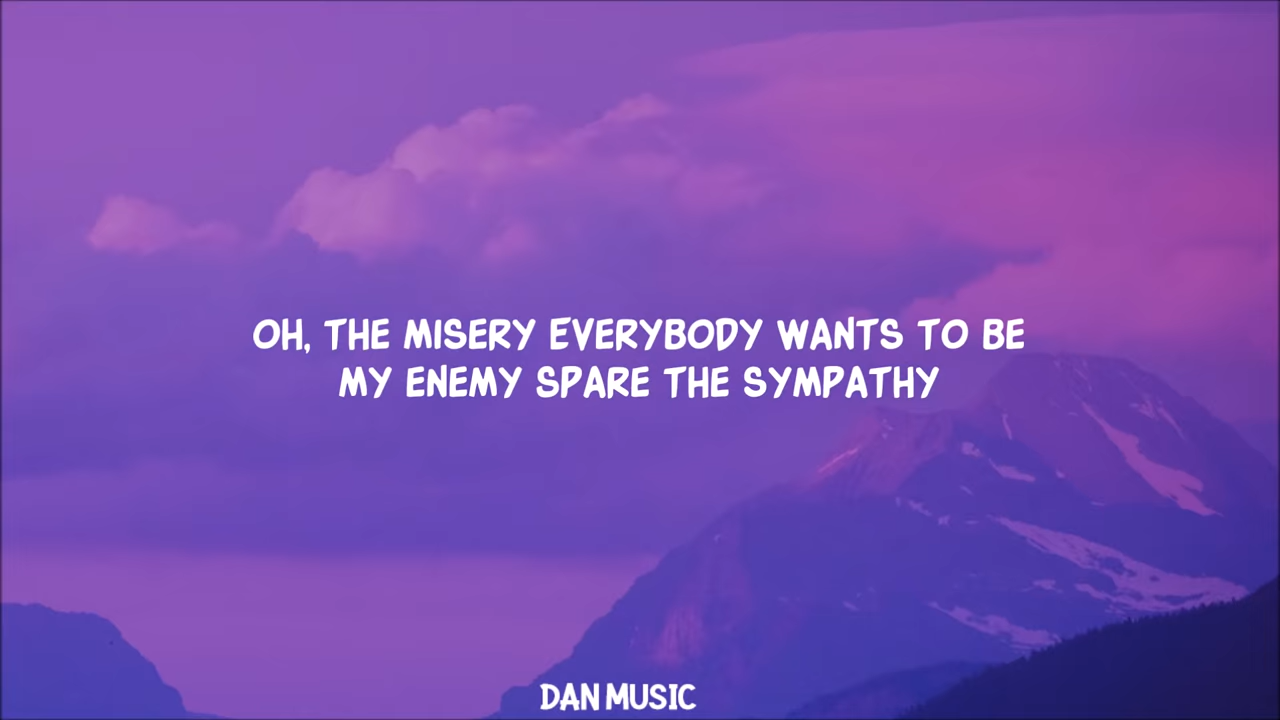 OH, THE MISERY EVERYBODY WANTS TO BE
MY ENEMY SPARE THE SYMPATHY
DAN MUSIC